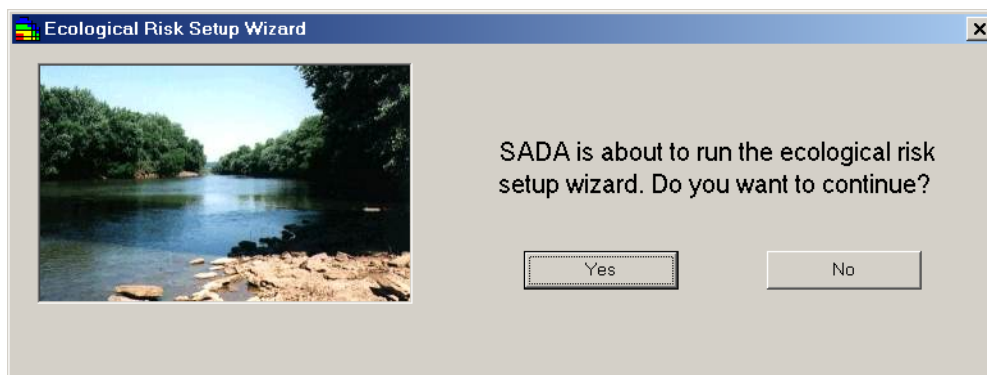 Ecological Risk Setup Wizard
SADA is about to run the ecological risk
setup wizard. Do you want to continue?
Yes
No